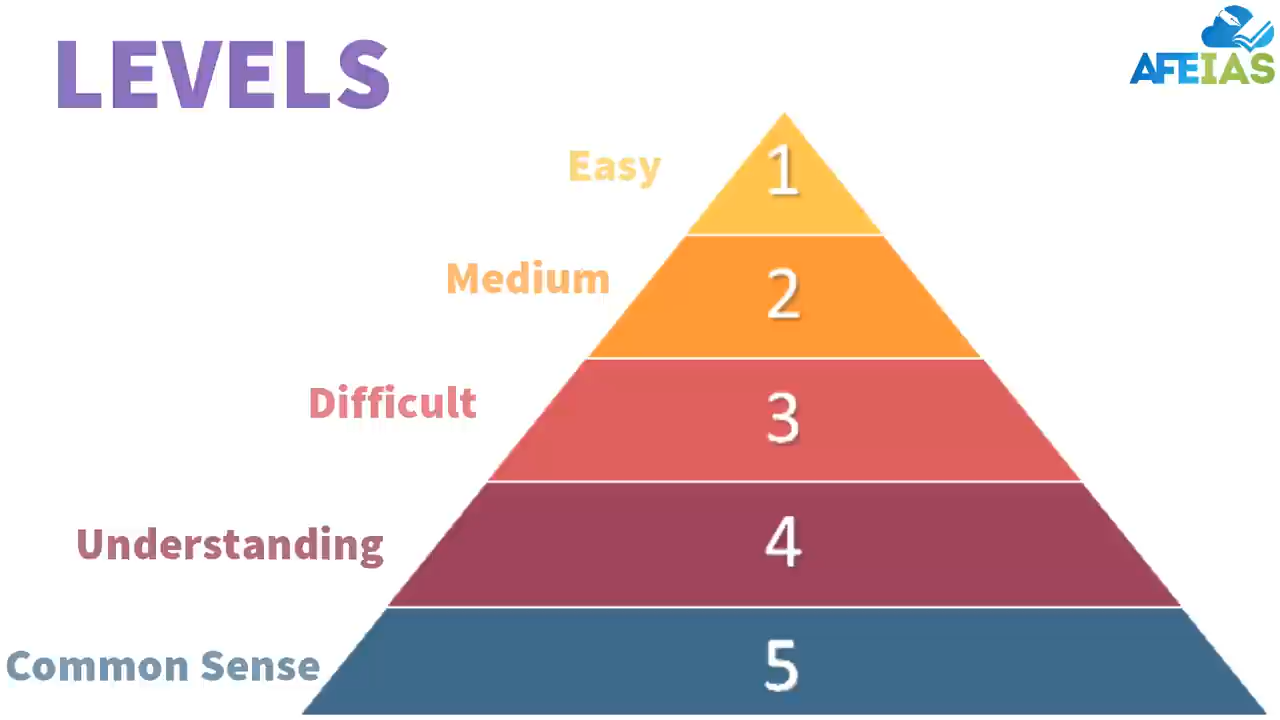 LEVELS
AFEIAS
Easy
1
Medium
2
Difficult
3
Understanding
4
Common Sense
5